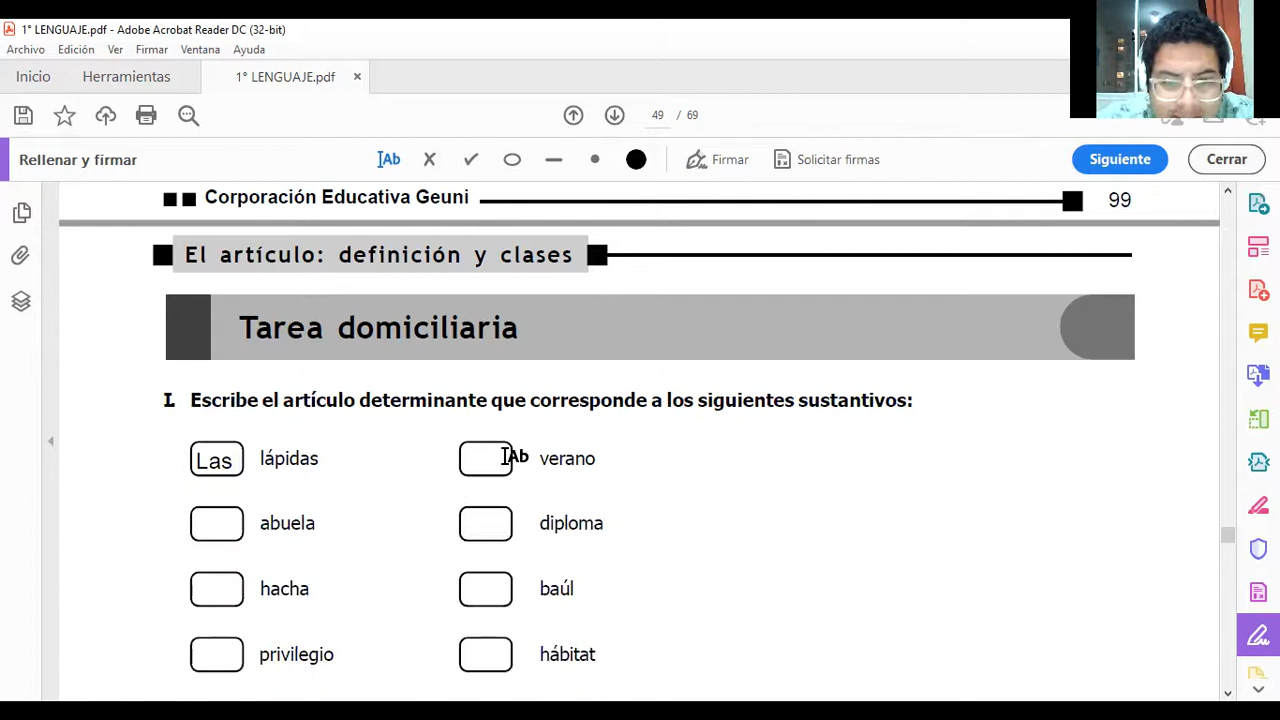 1° LENGUAJE.pdf - Adobe Acrobat Reader DC (32-bit)
Archivo Edición Ver Firmar Ventana Ayuda
Inicio Herramientas 1° LENGUAJE.pdf ×
49 / 69
Rellenar y firmar Ab Firmar Solicitar firmas Siguiente Cerrar
Corporación Educativa Geuni 99
El artículo: definición y clases
Tarea domiciliaria
I. Escribe el artículo determinante que corresponde a los siguientes sustantivos:
Las lápidas Ab verano
abuela diploma
hacha baúl
privilegio hábitat